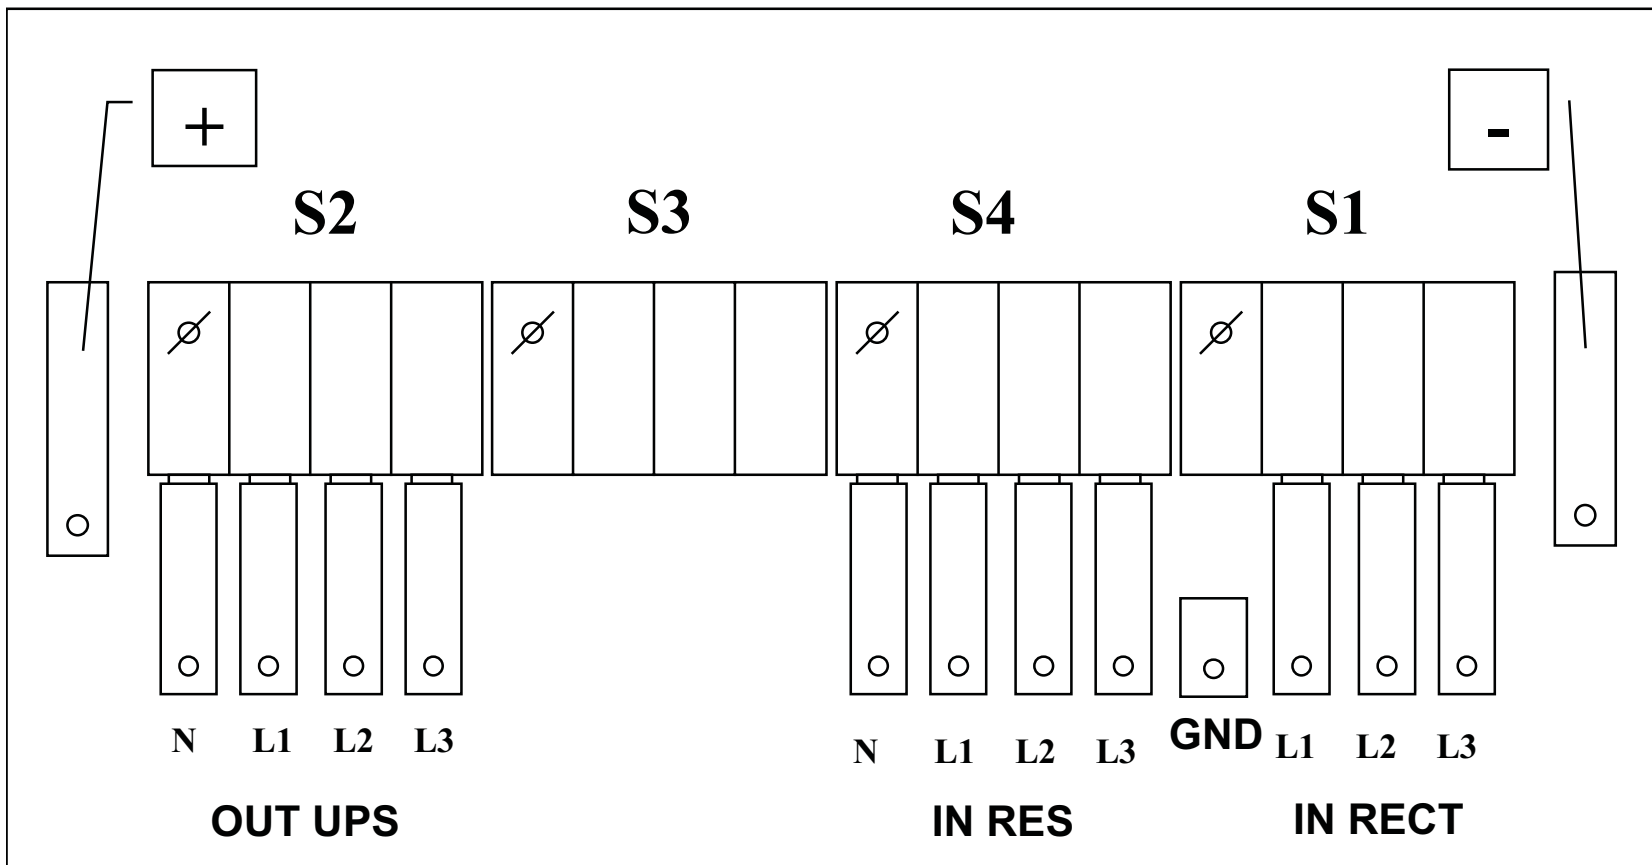 + -
S2 S3 S4 S1
N L1 L2 L3 N L1 L2 L3 GND L1 L2 L3
OUT UPS IN RES IN RECT